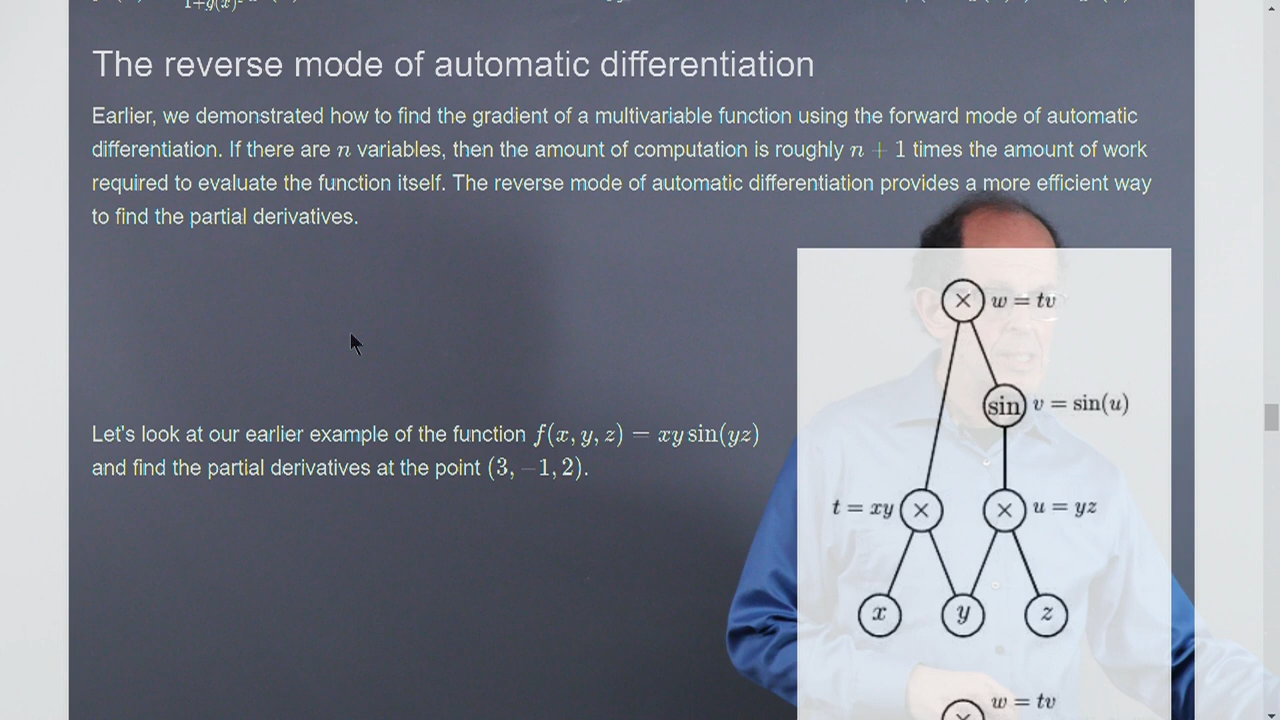 The reverse mode of automatic differentiation
Earlier, we demonstrated how to find the gradient of a multivariable function using the forward mode of automatic
differentiation. If there are n variables, then the amount of computation is roughly n + 1 times the amount of work
required to evaluate the function itself. The reverse mode of automatic differentiation provides a more efficient way
to find the partial derivatives.
× w = tv
sin v = sin(u)
Let's look at our earlier example of the function f(x, y, z) = xy sin(yz)
and find the partial derivatives at the point (3, −1, 2).
t = xy × × u = yz
x y z
× w = tv